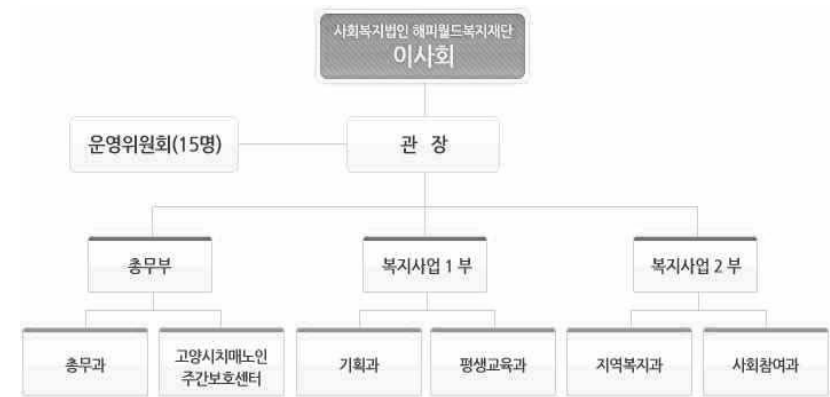 사회복지법인 해피월드복지재단
이사회
운영위원회(15명)
관 장
총무부
복지사업 1 부
복지사업 2 부
총무과
고양시치매노인
주간보호센터
기획과
평생교육과
지역복지과
사회참여과